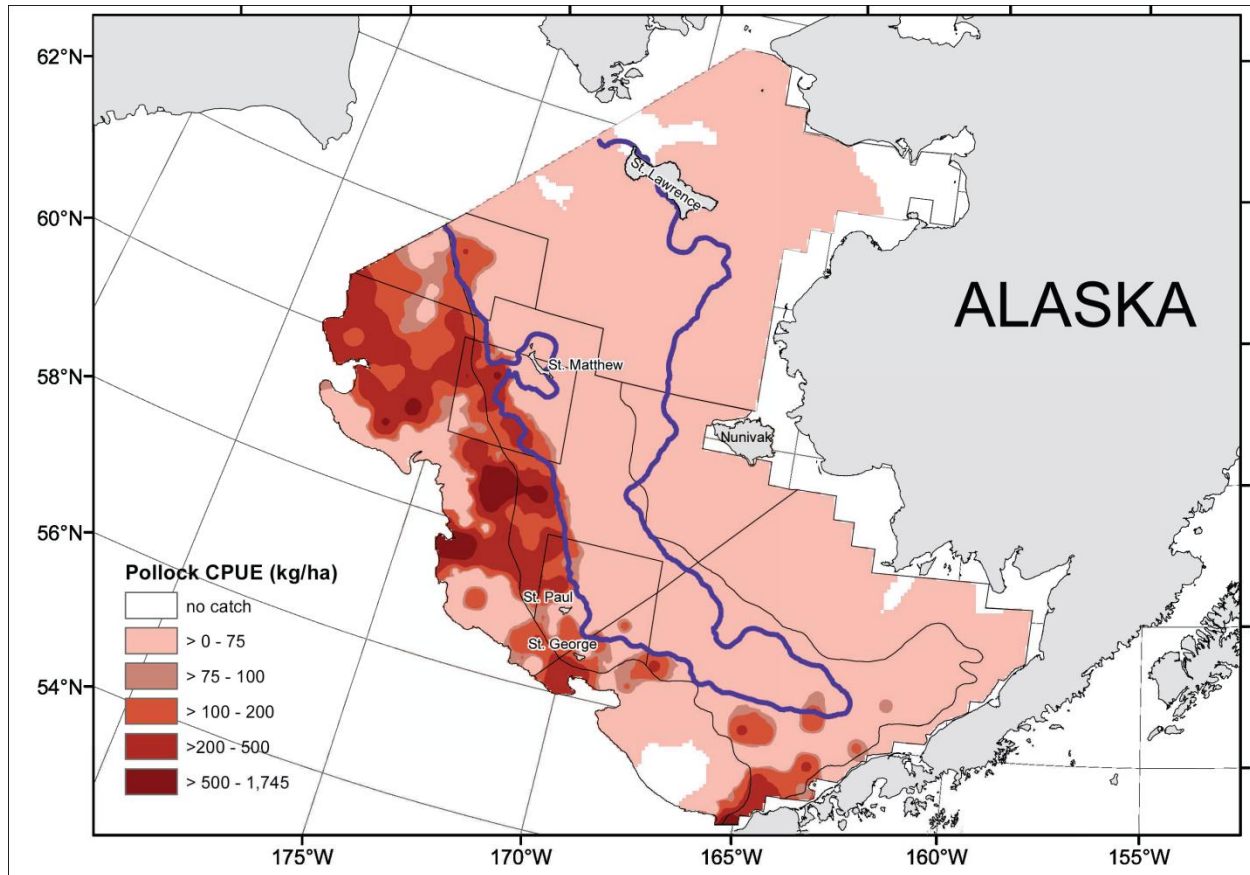 62°N
60°N
58°N
56°N
54°N
St. Lawrence
ALASKA
St. Matthew
Nunivak
St. Paul
St. George
Pollock CPUE (kg/ha)
no catch
> 0 - 75
> 75 - 100
> 100 - 200
>200 - 500
> 500 - 1,745
175°W
170°W
165°W
160°W
155°W